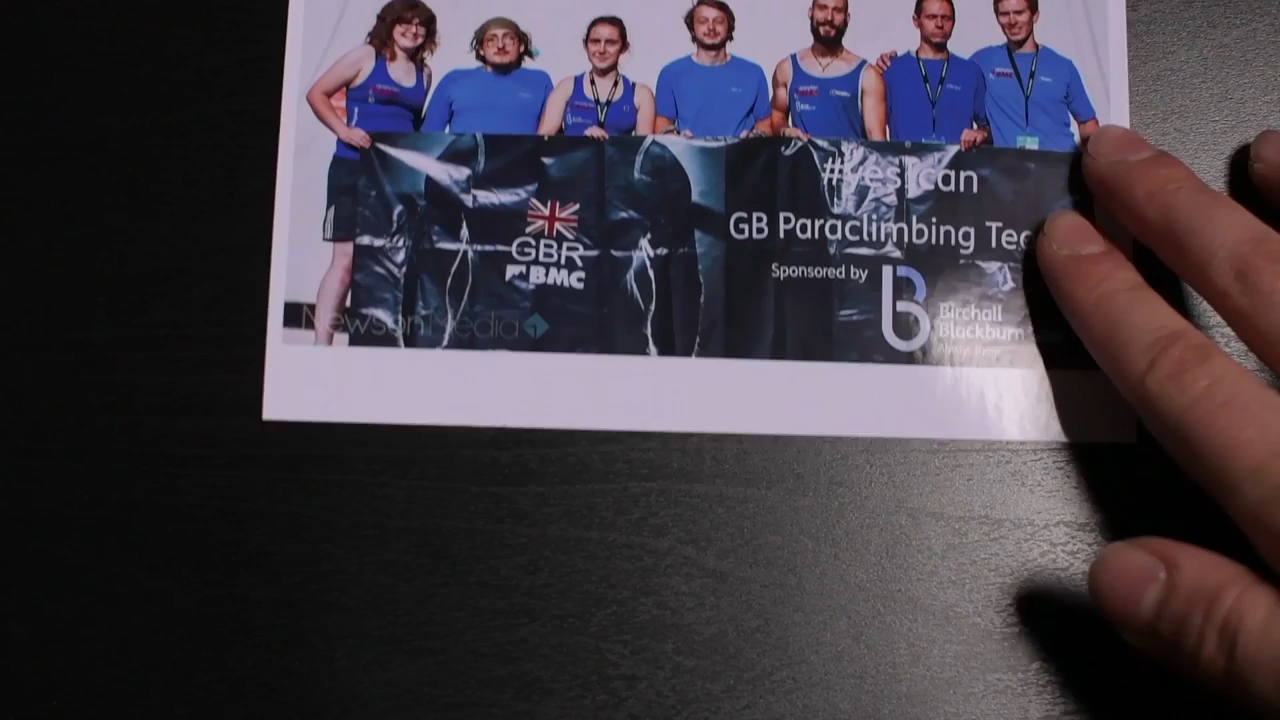 #yesIcan
GB Paraclimbing Tea
GBR
BMC
Sponsored by
Birchall
Blackburn
NewsonMedia